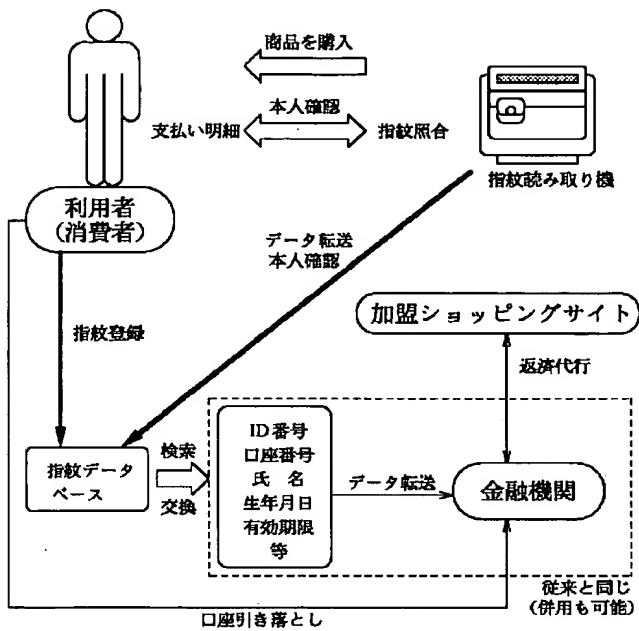 商品を購入
本人確認
支払い明細
指紋照合
指紋読み取り機
利用者
(消費者)
データ転送
本人確認
指紋登録
加盟ショッピングサイト
返済代行
ID番号
口座番号
氏 名
生年月日
有効期限
等
検索
交換
指紋データ
ベース
データ転送
金融機関
従来と同じ
(併用も可能)
口座引き落とし